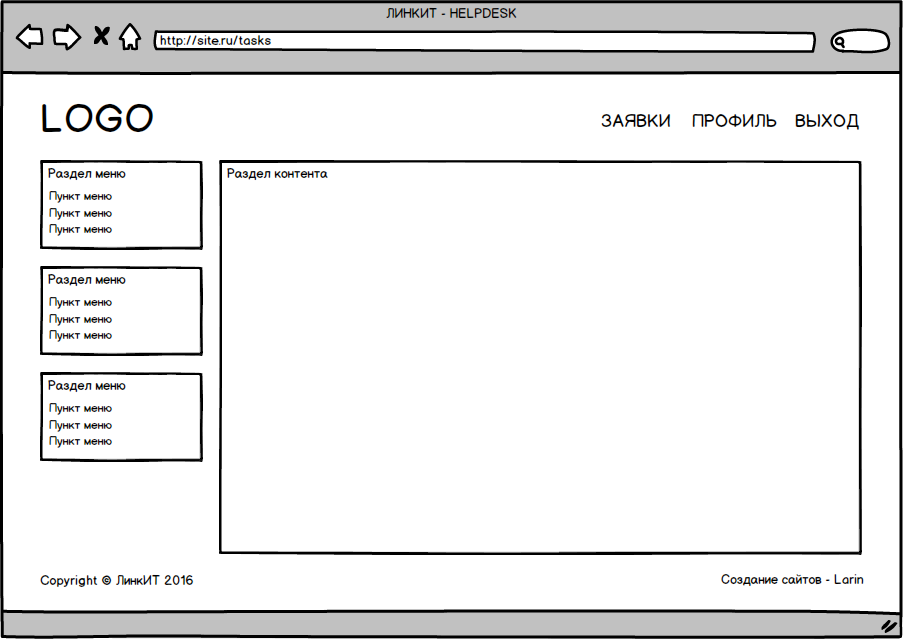 ЛИНКИТ - HELPDESK
http://site.ru/tasks
LOGO
ЗАЯВКИ ПРОФИЛЬ ВЫХОД
Раздел меню
Пункт меню
Пункт меню
Пункт меню
Раздел меню
Пункт меню
Пункт меню
Пункт меню
Раздел меню
Пункт меню
Пункт меню
Пункт меню
Раздел контента
Copyright © ЛинкИТ 2016
Создание сайтов - Larin